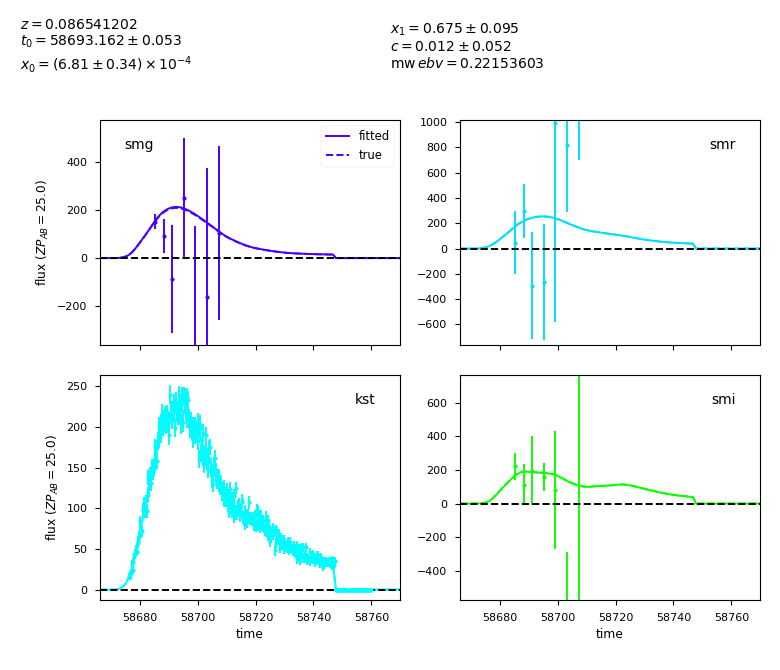 z = 0.086541202
t₀ = 58693.162 ± 0.053
x₀ = (6.81 ± 0.34) × 10⁻⁴
x₁ = 0.675 ± 0.095
c = 0.012 ± 0.052
mw ebv = 0.22153603
smg
fitted
true
flux (ZP_AB = 25.0)
400
200
0
−200
smr
1000
800
600
400
200
0
−200
−400
−600
kst
flux (ZP_AB = 25.0)
250
200
150
100
50
0
58680 58700 58720 58740 58760
time
smi
600
400
200
0
−200
−400
58680 58700 58720 58740 58760
time